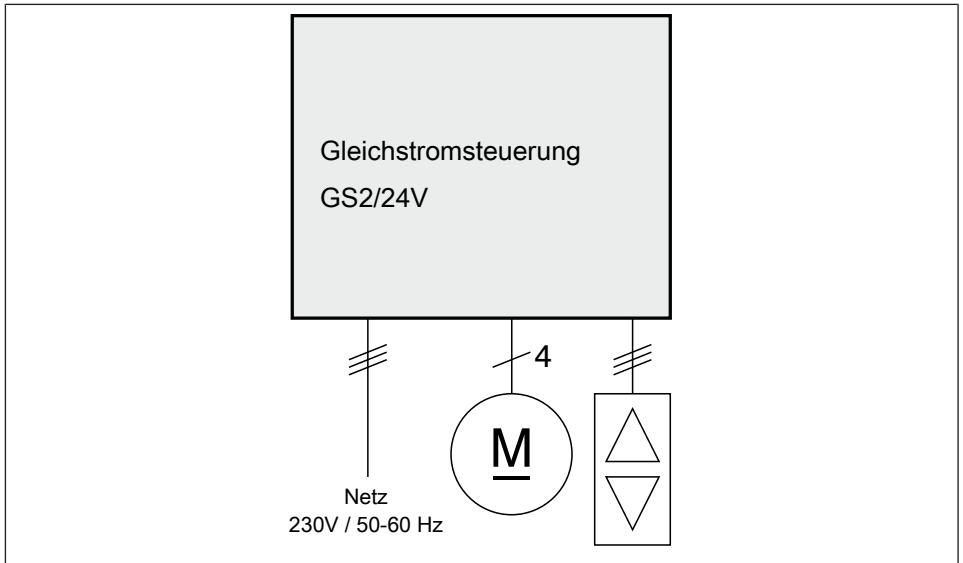 Gleichstromsteuerung
GS2/24V
4
M
Netz
230V / 50-60 Hz